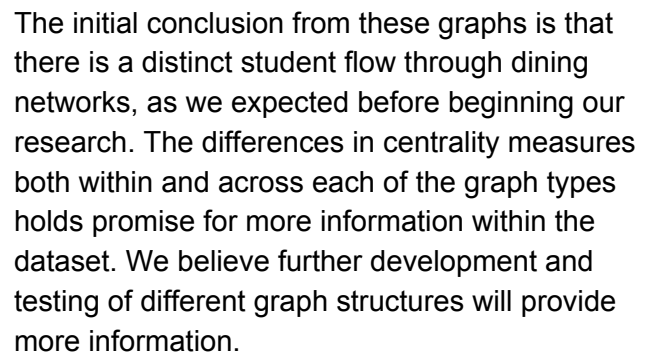 The initial conclusion from these graphs is that
there is a distinct student flow through dining
networks, as we expected before beginning our
research. The differences in centrality measures
both within and across each of the graph types
holds promise for more information within the
dataset. We believe further development and
testing of different graph structures will provide
more information.